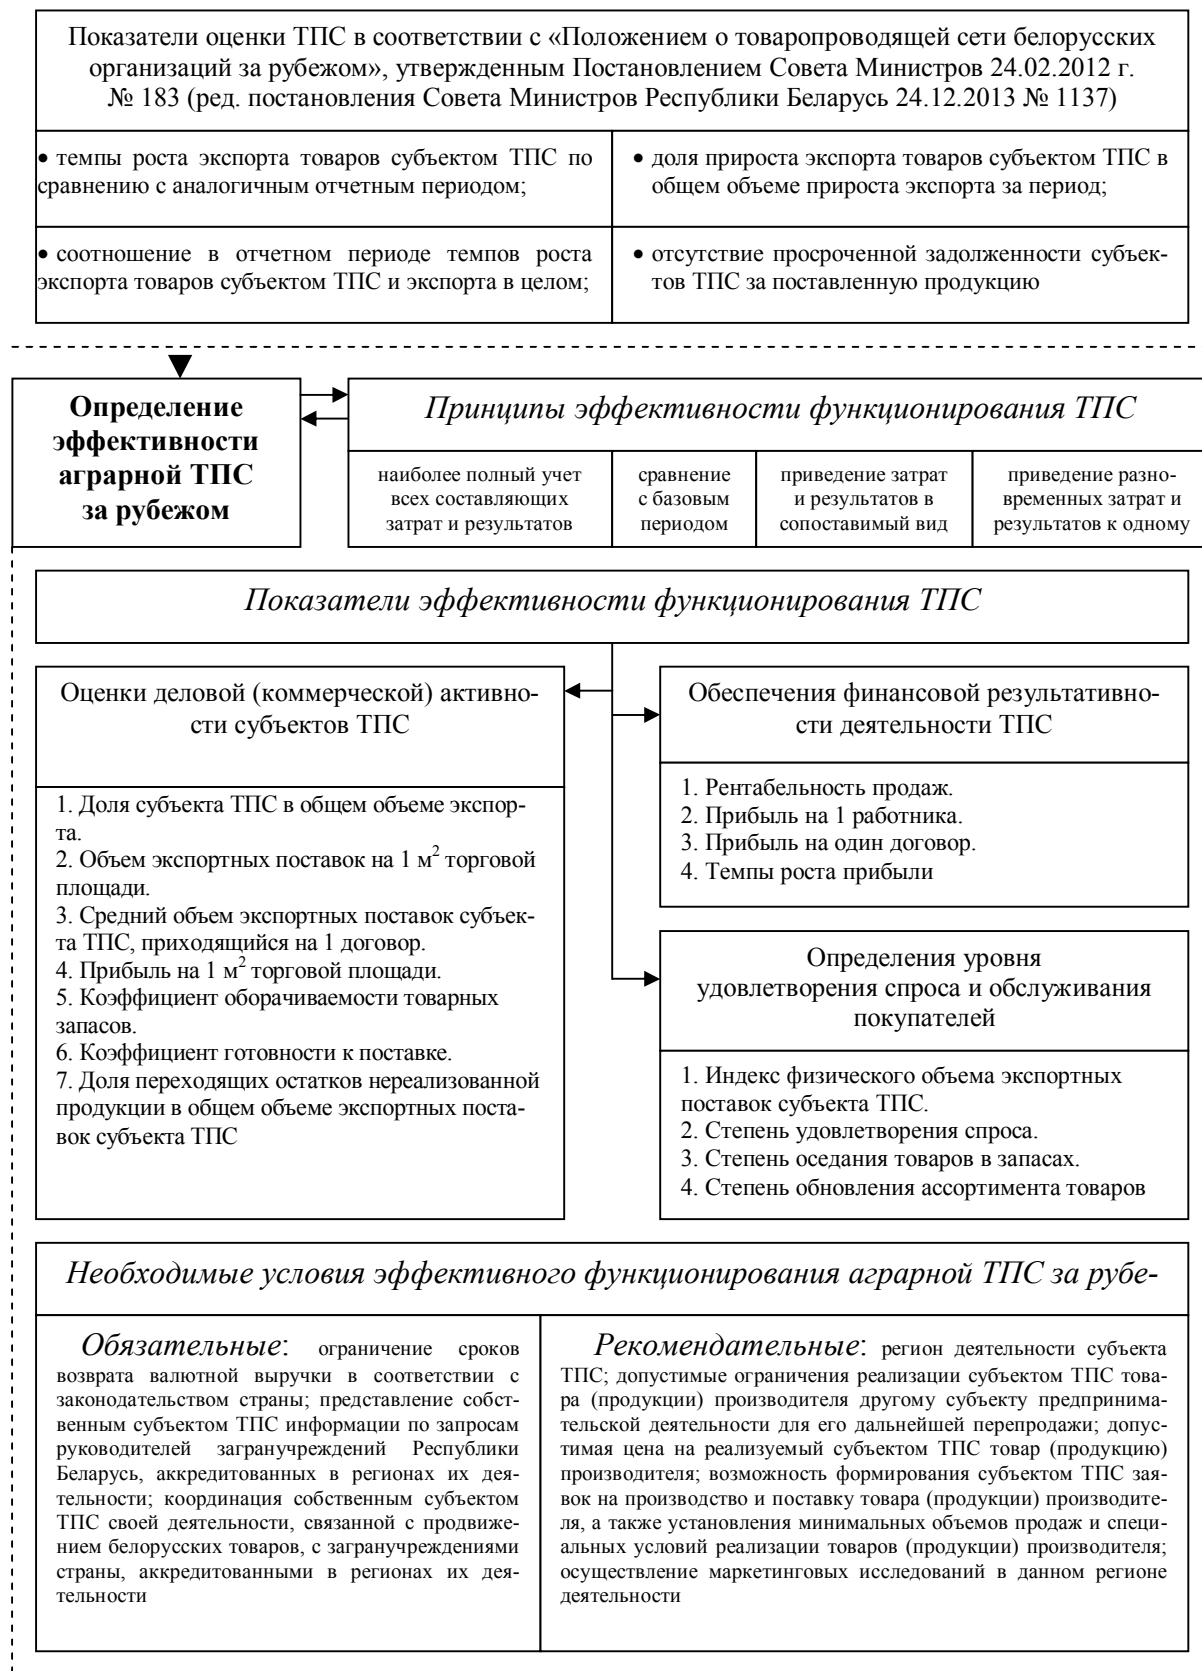 Показатели оценки ТПС в соответствии с «Положением о товаропроводящей сети белорусских
организаций за рубежом», утвержденным Постановлением Совета Министров 24.02.2012 г.
№ 183 (ред. постановления Совета Министров Республики Беларусь 24.12.2013 № 1137)
• темпы роста экспорта товаров субъектом ТПС по
сравнению с аналогичным отчетным периодом;
• доля прироста экспорта товаров субъектом ТПС в
общем объеме прироста экспорта за период;
• соотношение в отчетном периоде темпов роста
экспорта товаров субъектом ТПС и экспорта в целом;
• отсутствие просроченной задолженности субъек-
тов ТПС за поставленную продукцию
Определение
эффективности
аграрной ТПС
за рубежом
Принципы эффективности функционирования ТПС
наиболее полный учет
всех составляющих
затрат и результатов
сравнение
с базовым
периодом
приведение затрат
и результатов в
сопоставимый вид
приведение разно-
временных затрат и
результатов к одному
Показатели эффективности функционирования ТПС
Оценки деловой (коммерческой) активно-
сти субъектов ТПС
1. Доля субъекта ТПС в общем объеме экспор-
та.
2. Объем экспортных поставок на 1 м² торговой
площади.
3. Средний объем экспортных поставок субъек-
та ТПС, приходящийся на 1 договор.
4. Прибыль на 1 м² торговой площади.
5. Коэффициент оборачиваемости товарных
запасов.
6. Коэффициент готовности к поставке.
7. Доля переходящих остатков нереализованной
продукции в общем объеме экспортных поста-
вок субъекта ТПС
Обеспечения финансовой результативно-
сти деятельности ТПС
1. Рентабельность продаж.
2. Прибыль на 1 работника.
3. Прибыль на один договор.
4. Темпы роста прибыли
Определения уровня
удовлетворения спроса и обслуживания
покупателей
1. Индекс физического объема экспортных
поставок субъекта ТПС.
2. Степень удовлетворения спроса.
3. Степень оседания товаров в запасах.
4. Степень обновления ассортимента товаров
Необходимые условия эффективного функционирования аграрной ТПС за рубе-
Обязательные: ограничение сроков
возврата валютной выручки в соответствии с
законодательством страны; представление собст-
венным субъектом ТПС информации по запросам
руководителей загранучреждений Республики
Беларусь, аккредитованных в регионах их дея-
тельности; координация собственным субъектом
ТПС своей деятельности, связанной с продвиже-
нием белорусских товаров, с загранучреждениями
страны, аккредитованными в регионах их дея-
тельности
Рекомендательные: регион деятельности субъекта
ТПС; допустимые ограничения реализации субъектом ТПС това-
ра (продукции) производителя другому субъекту предпринима-
тельской деятельности для его дальнейшей перепродажи; допус-
тимая цена на реализуемый субъектом ТПС товар (продукцию)
производителя; возможность формирования субъектом ТПС зая-
вок на производство и поставку товара (продукции) производите-
ля, а также установления минимальных объемов продаж и специ-
альных условий реализации товаров (продукции) производителя;
осуществление маркетинговых исследований в данном регионе
деятельности